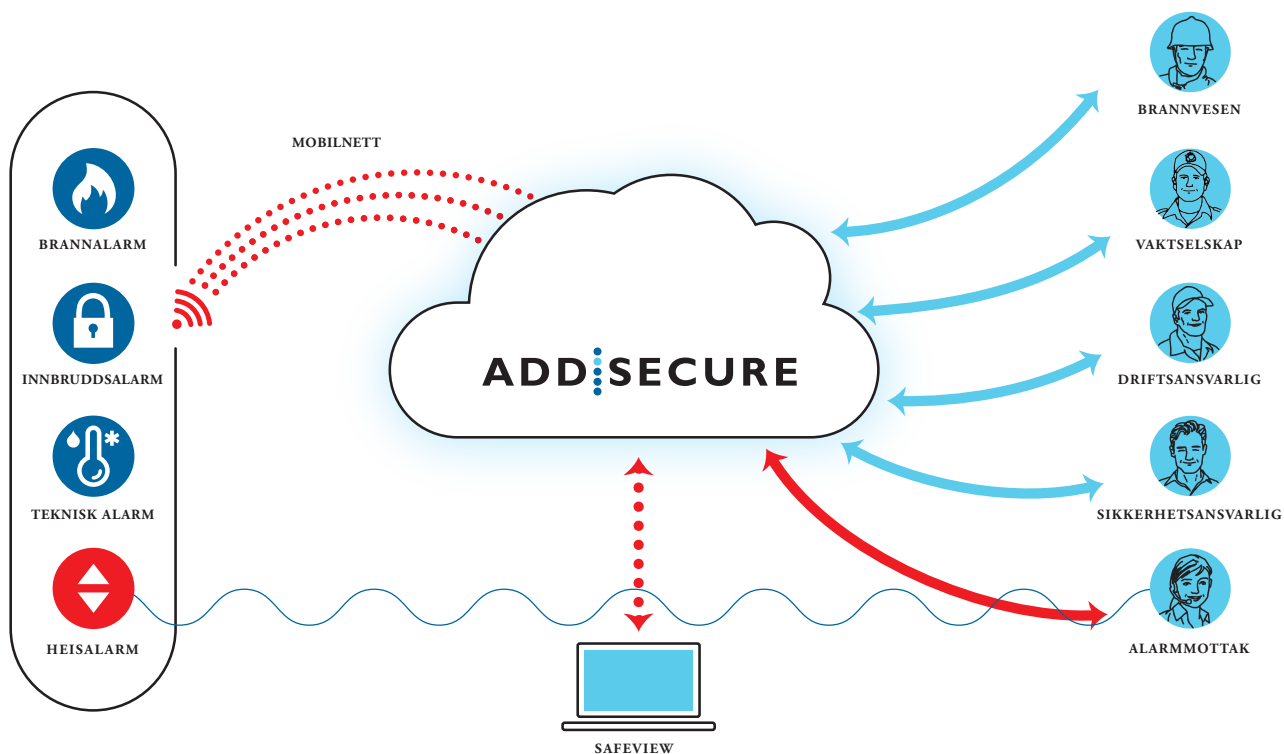 MOBILNETT
BRANNALARM
INNBRUDDSALARM
TEKNISK ALARM
HEISALARM
ADD SECURE
SAFEVIEW
BRANNVESEN
VAKTSELSKAP
DRIFTSANSVARLIG
SIKKERHETSANSVARLIG
ALARMMOTTAK